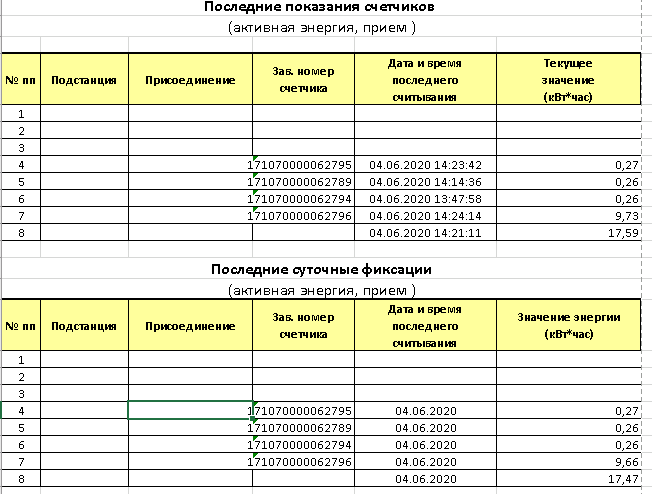 Последние показания счетчиков
(активная энергия, прием )
№ пп Подстанция Присоединение Зав. номер счетчика Дата и время последнего считывания Текущее значение (кВт*час)
1
2
3
4 171070000062795 04.06.2020 14:23:42 0,27
5 171070000062789 04.06.2020 14:14:36 0,26
6 171070000062794 04.06.2020 13:47:58 0,26
7 171070000062796 04.06.2020 14:24:14 9,73
8 04.06.2020 14:21:11 17,59
Последние суточные фиксации
(активная энергия, прием )
№ пп Подстанция Присоединение Зав. номер счетчика Дата и время последнего считывания Значение энергии (кВт*час)
1
2
3
4 171070000062795 04.06.2020 0,27
5 171070000062789 04.06.2020 0,26
6 171070000062794 04.06.2020 0,26
7 171070000062796 04.06.2020 9,66
8 04.06.2020 17,47